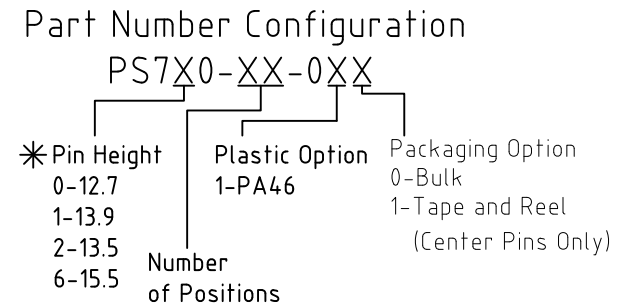 Part Number Configuration
PS7X0-XX-0XX
✳Pin Height
0-12.7
1-13.9
2-13.5
6-15.5
Number
of Positions
Plastic Option
1-PA46
Packaging Option
0-Bulk
1-Tape and Reel
(Center Pins Only)